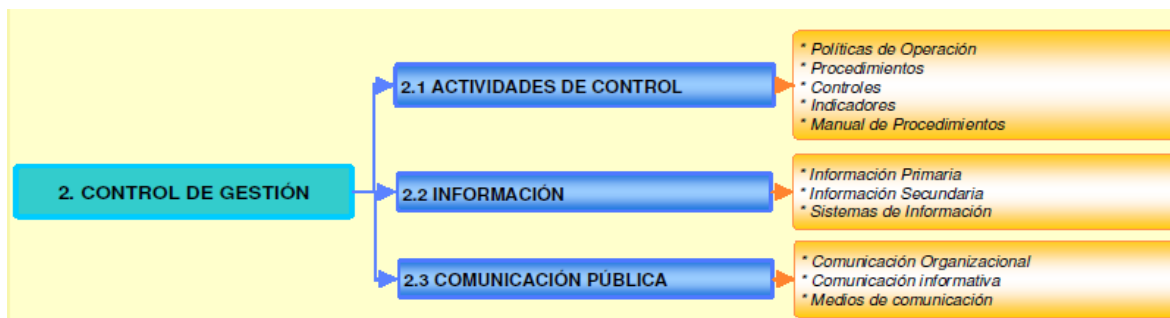 2. CONTROL DE GESTIÓN
2.1 ACTIVIDADES DE CONTROL
* Políticas de Operación
* Procedimientos
* Controles
* Indicadores
* Manual de Procedimientos
2.2 INFORMACIÓN
* Información Primaria
* Información Secundaria
* Sistemas de Información
2.3 COMUNICACIÓN PÚBLICA
* Comunicación Organizacional
* Comunicación informativa
* Medios de comunicación